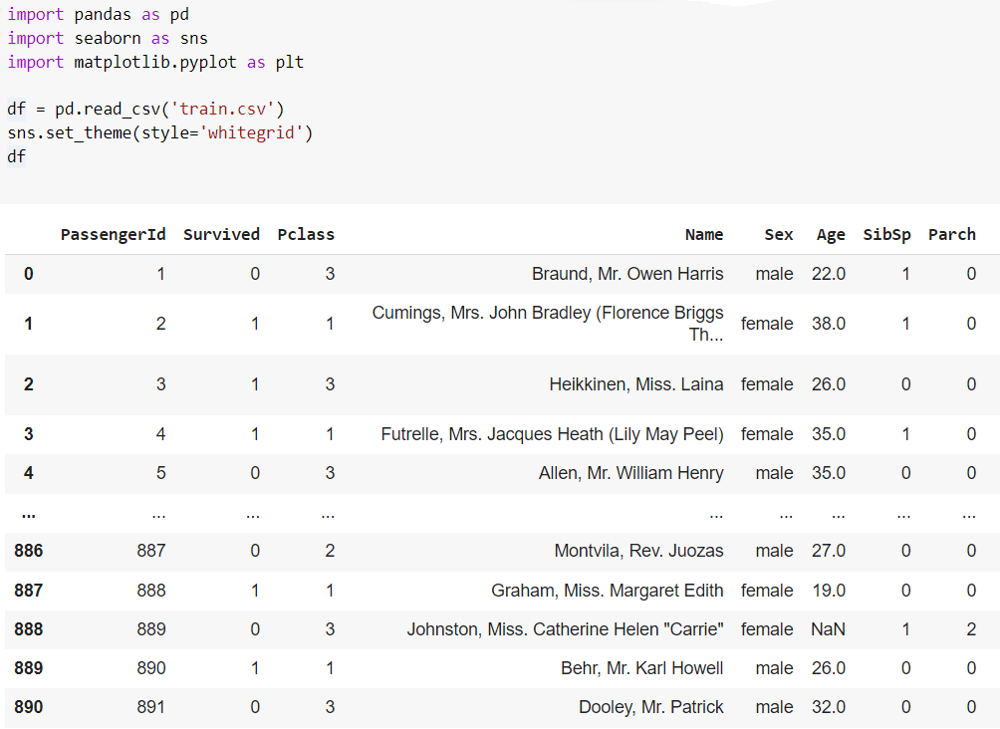 import pandas as pd
import seaborn as sns
import matplotlib.pyplot as plt
df = pd.read_csv('train.csv')
sns.set_theme(style='whitegrid')
df
PassengerId Survived Pclass Name Sex Age SibSp Parch
0 1 0 3 Braund, Mr. Owen Harris male 22.0 1 0
1 2 1 1 Cumings, Mrs. John Bradley (Florence Briggs Th... female 38.0 1 0
2 3 1 3 Heikkinen, Miss. Laina female 26.0 0 0
3 4 1 1 Futrelle, Mrs. Jacques Heath (Lily May Peel) female 35.0 1 0
4 5 0 3 Allen, Mr. William Henry male 35.0 0 0
... ... ... ... ... ... ... ... ...
886 887 0 2 Montvila, Rev. Juozas male 27.0 0 0
887 888 1 1 Graham, Miss. Margaret Edith female 19.0 0 0
888 889 0 3 Johnston, Miss. Catherine Helen "Carrie" female NaN 1 2
889 890 1 1 Behr, Mr. Karl Howell male 26.0 0 0
890 891 0 3 Dooley, Mr. Patrick male 32.0 0 0